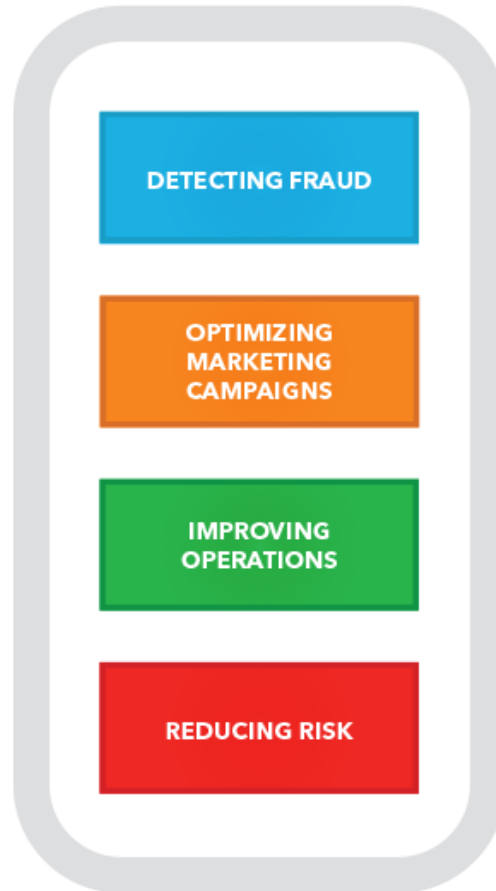 DETECTING FRAUD
OPTIMIZING
MARKETING
CAMPAIGNS
IMPROVING
OPERATIONS
REDUCING RISK